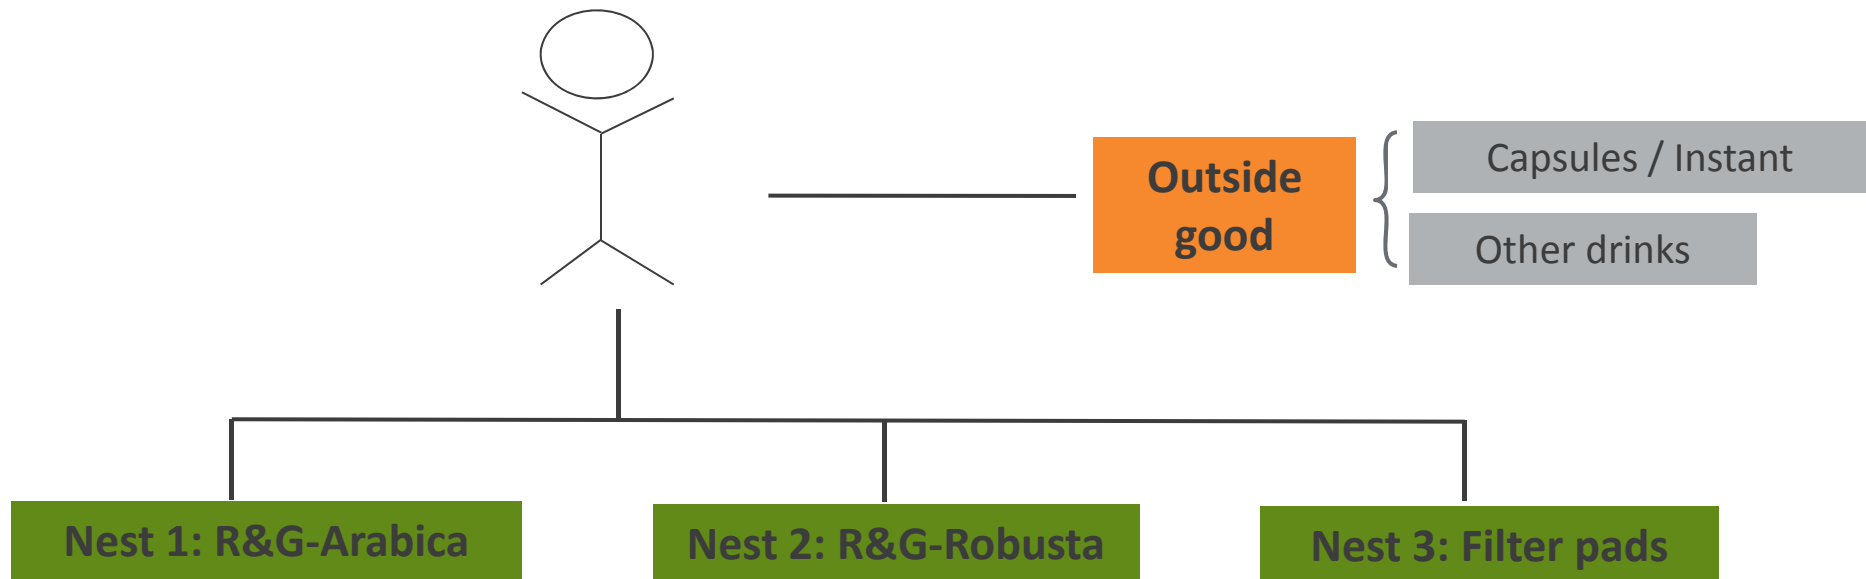 Outside
good
Capsules / Instant
Other drinks
Nest 1: R&G-Arabica
Nest 2: R&G-Robusta
Nest 3: Filter pads